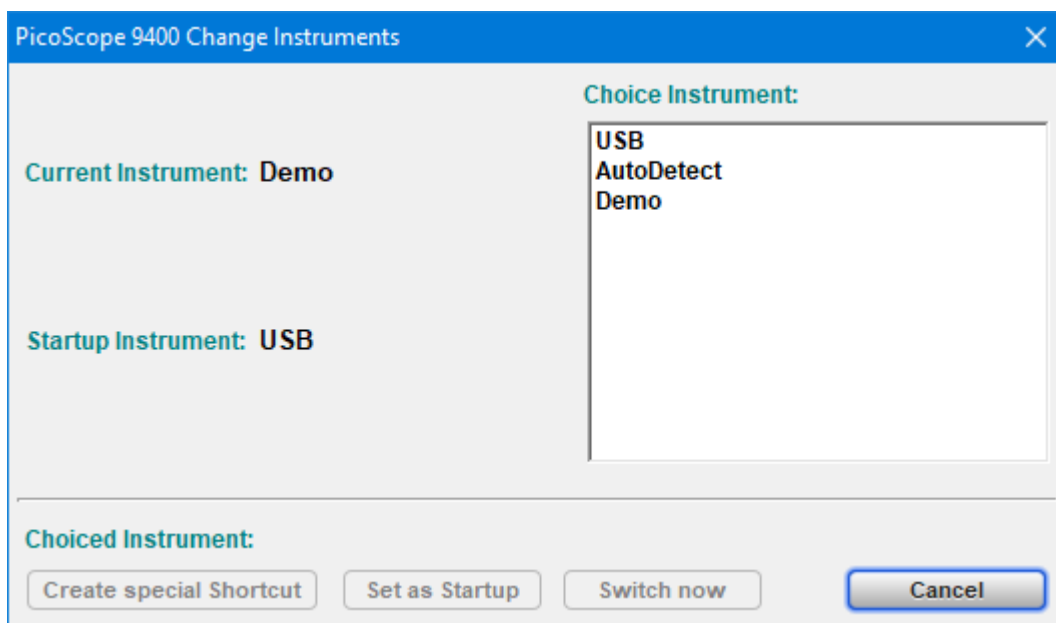 PicoScope 9400 Change Instruments
Choice Instrument:
USB
AutoDetect
Demo
Current Instrument: Demo
Startup Instrument: USB
Choiced Instrument:
Create special Shortcut Set as Startup Switch now Cancel